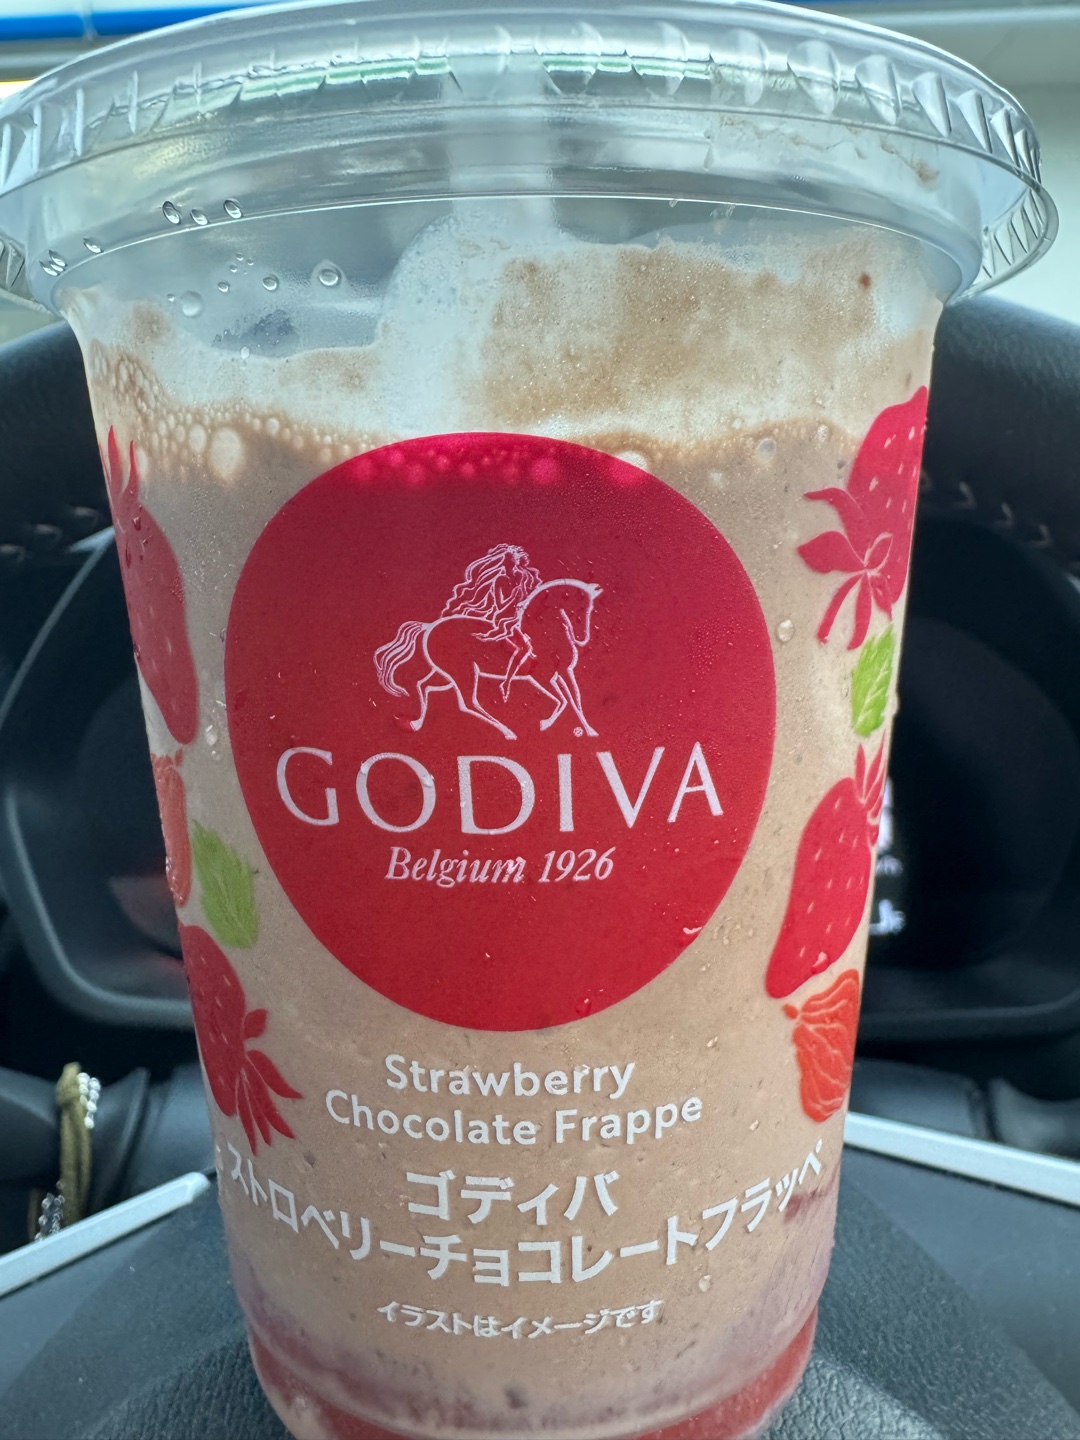 GODIVA
Belgium 1926
Strawberry
Chocolate Frappe
ゴディバ
ストロベリーチョコレートフラッペ
イラストはイメージです